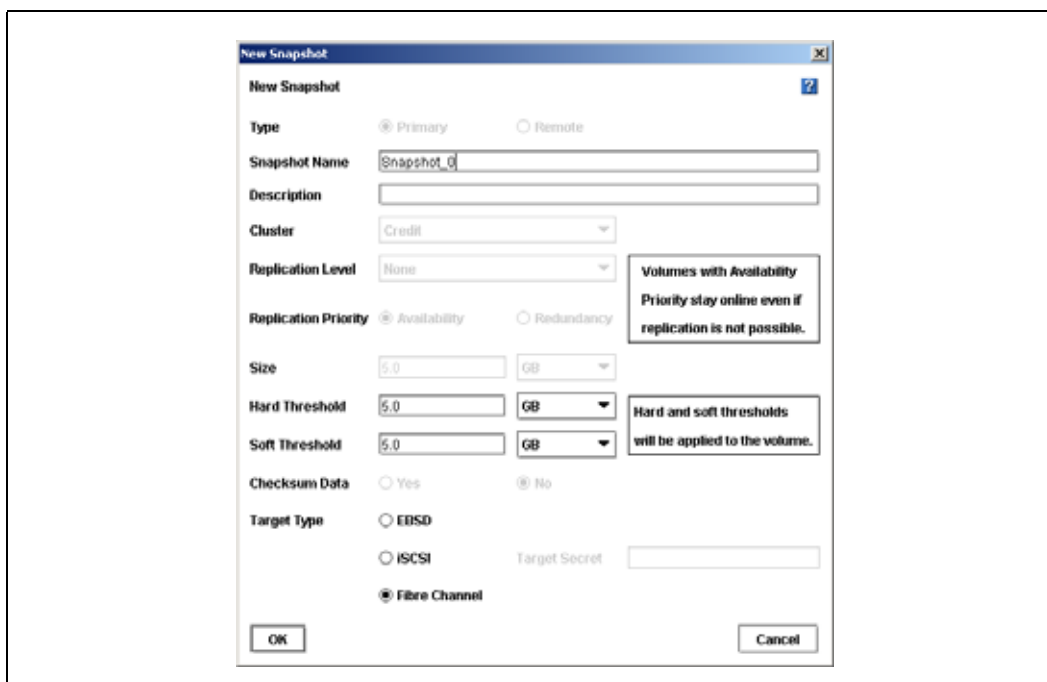 New Snapshot
New Snapshot
Type Primary Remote
Snapshot Name Snapshot_0
Description
Cluster Credit
Replication Level None
Volumes with Availability
Priority stay online even if
replication is not possible.
Replication Priority Availability Redundancy
Size 5.0 GB
Hard Threshold 5.0 GB
Hard and soft thresholds
will be applied to the volume.
Soft Threshold 5.0 GB
Checksum Data Yes No
Target Type EBSD
iSCSI Target Secret
Fibre Channel
OK Cancel